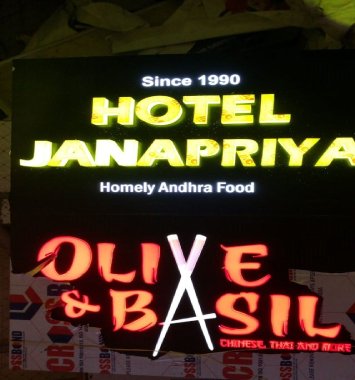 Since 1990
HOTEL
JANAPRIYA
Homely Andhra Food
OLIVE
& BASIL
CHINESE, THAI AND MORE